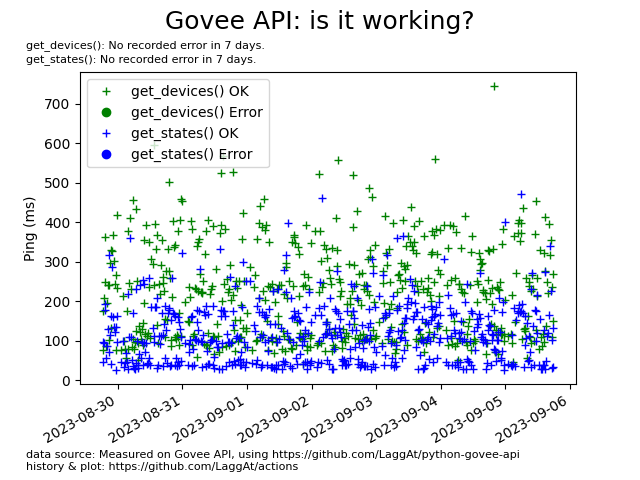 Govee API: is it working?
get_devices(): No recorded error in 7 days.
get_states(): No recorded error in 7 days.
get_devices() OK
get_devices() Error
get_states() OK
get_states() Error
Ping (ms)
700
600
500
400
300
200
100
0
2023-08-30
2023-08-31
2023-09-01
2023-09-02
2023-09-03
2023-09-04
2023-09-05
2023-09-06
data source: Measured on Govee API, using https://github.com/LaggAt/python-govee-api
history & plot: https://github.com/LaggAt/actions